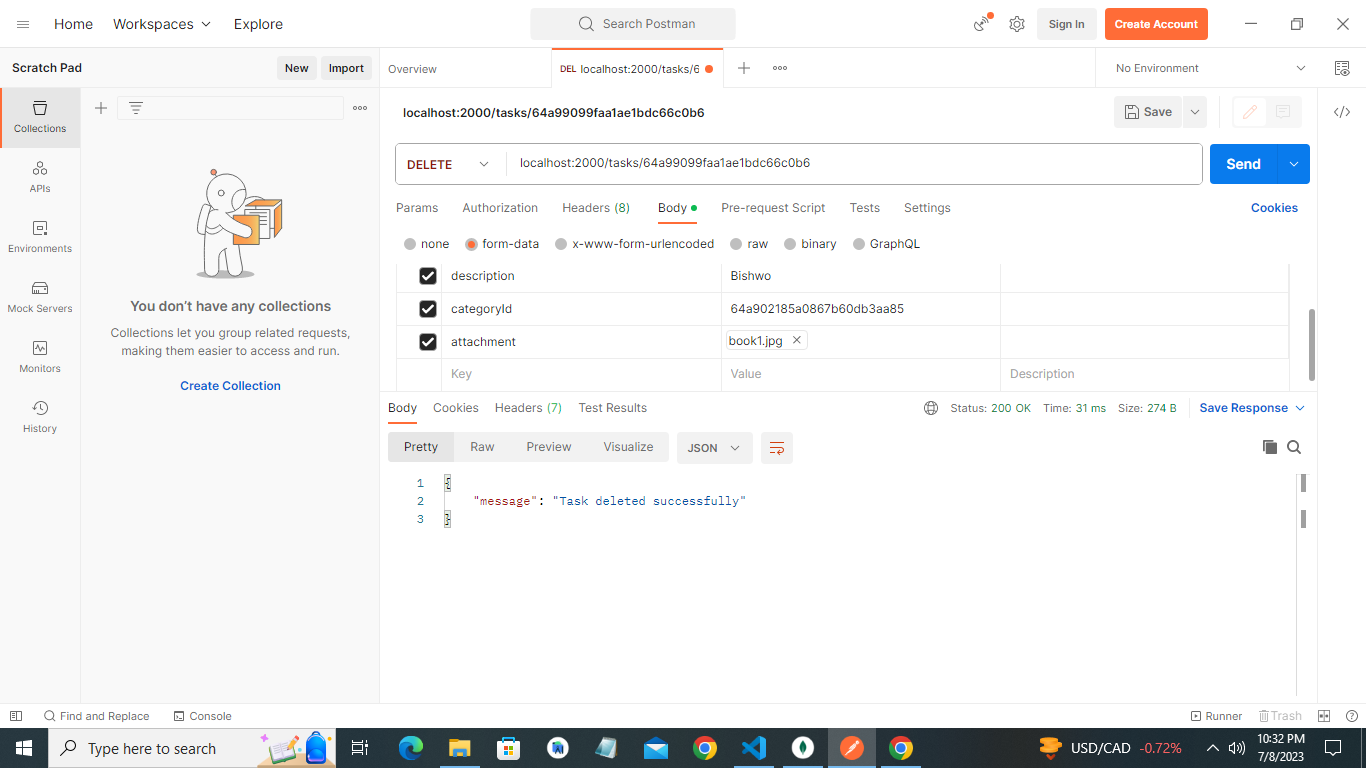 Home Workspaces Explore Search Postman Sign In Create Account
Scratch Pad New Import Overview DEL localhost:2000/tasks/6 No Environment
Collections
APIs
Environments
Mock Servers
Monitors
History
You don't have any collections
Collections let you group related requests,
making them easier to access and run.
Create Collection
localhost:2000/tasks/64a99099faa1ae1bdc66c0b6 Save
DELETE localhost:2000/tasks/64a99099faa1ae1bdc66c0b6 Send
Params Authorization Headers (8) Body Pre-request Script Tests Settings Cookies
none form-data x-www-form-urlencoded raw binary GraphQL
description Bishwo
categoryId 64a902185a0867b60db3aa85
attachment book1.jpg
Key Value Description
Body Cookies Headers (7) Test Results Status: 200 OK Time: 31 ms Size: 274 B Save Response
Pretty Raw Preview Visualize JSON
1 {
2 "message": "Task deleted successfully"
3 }
Find and Replace Console Runner Trash
Type here to search USD/CAD -0.72% 10:32 PM
7/8/2023